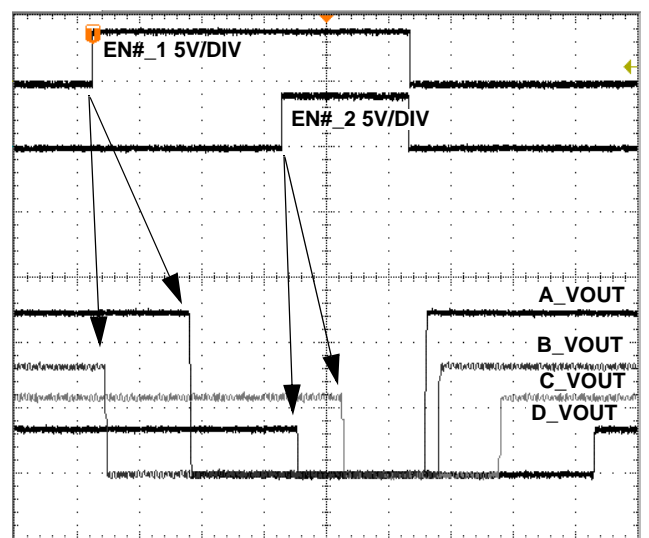 EN#_1 5V/DIV
EN#_2 5V/DIV
A_VOUT
B_VOUT
C_VOUT
D_VOUT